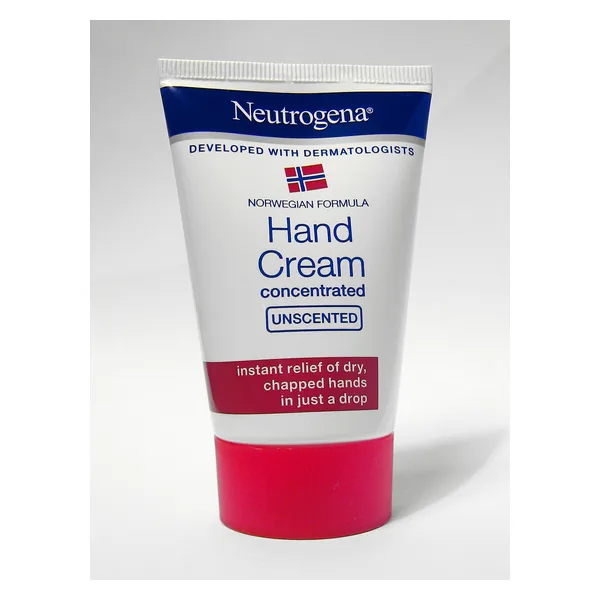 Neutrogena®
DEVELOPED WITH DERMATOLOGISTS
NORWEGIAN FORMULA
Hand
Cream
concentrated
UNSCENTED
instant relief of dry,
chapped hands
in just a drop